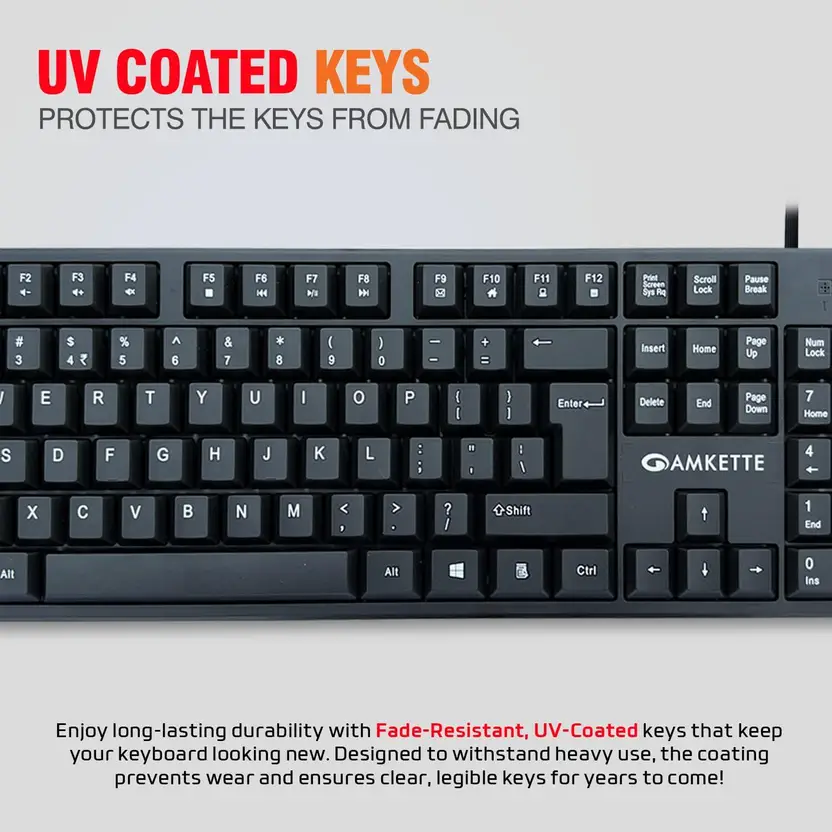 UV COATED KEYS
PROTECTS THE KEYS FROM FADING
F2 F3 F4 F5 F6 F7 F8 F9 F10 F11 F12 Print Screen Sys Rq Scroll Lock Pause Break
# 3 $ 4 ₹ % 5 ^ 6 & 7 * 8 ( 9 ) 0 — - + = ← Insert Home Page Up Num Lock
E R T Y U I O P { [ } ] Enter Delete End Page Down 7 Home
S D F G H J K L : ; " ' | \ 4 ←
AMKETTE
X C V B N M < , > . ? / ⇧Shift ↑ 1 End
Alt Alt Ctrl ← ↓ → 0 Ins
Enjoy long-lasting durability with Fade-Resistant, UV-Coated keys that keep
your keyboard looking new. Designed to withstand heavy use, the coating
prevents wear and ensures clear, legible keys for years to come!